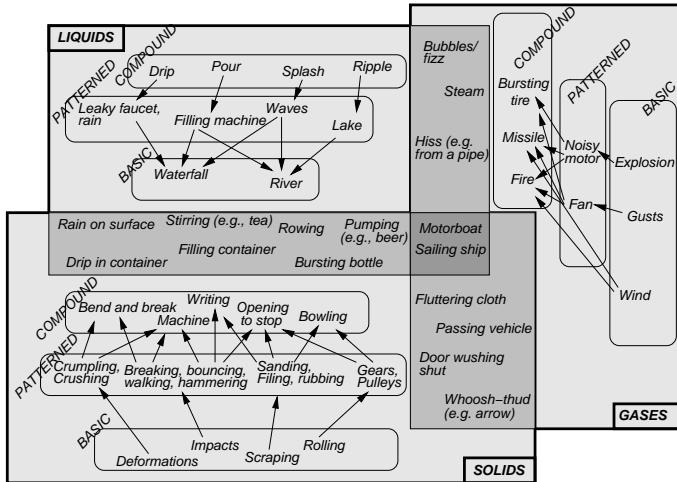 LIQUIDS
COMPOUND
Drip
Pour
Splash
Ripple
PATTERNED
Leaky faucet,
rain
Filling machine
Waves
Lake
BASIC
Waterfall
River
Bubbles/
fizz
Steam
Hiss (e.g.
from a pipe)
COMPOUND
Bursting
tire
Missile
Fire
PATTERNED
Noisy
motor
Fan
BASIC
Explosion
Gusts
Wind
Rain on surface
Stirring (e.g., tea)
Rowing
Pumping
(e.g., beer)
Drip in container
Filling container
Bursting bottle
Motorboat
Sailing ship
COMPOUND
Bend and break
Writing
Machine
Opening
to stop
Bowling
PATTERNED
Crumpling,
Crushing
Breaking, bouncing,
walking, hammering
Sanding,
Filing, rubbing
Gears,
Pulleys
BASIC
Deformations
Impacts
Scraping
Rolling
Fluttering cloth
Passing vehicle
Door wushing
shut
Whoosh-thud
(e.g. arrow)
GASES
SOLIDS